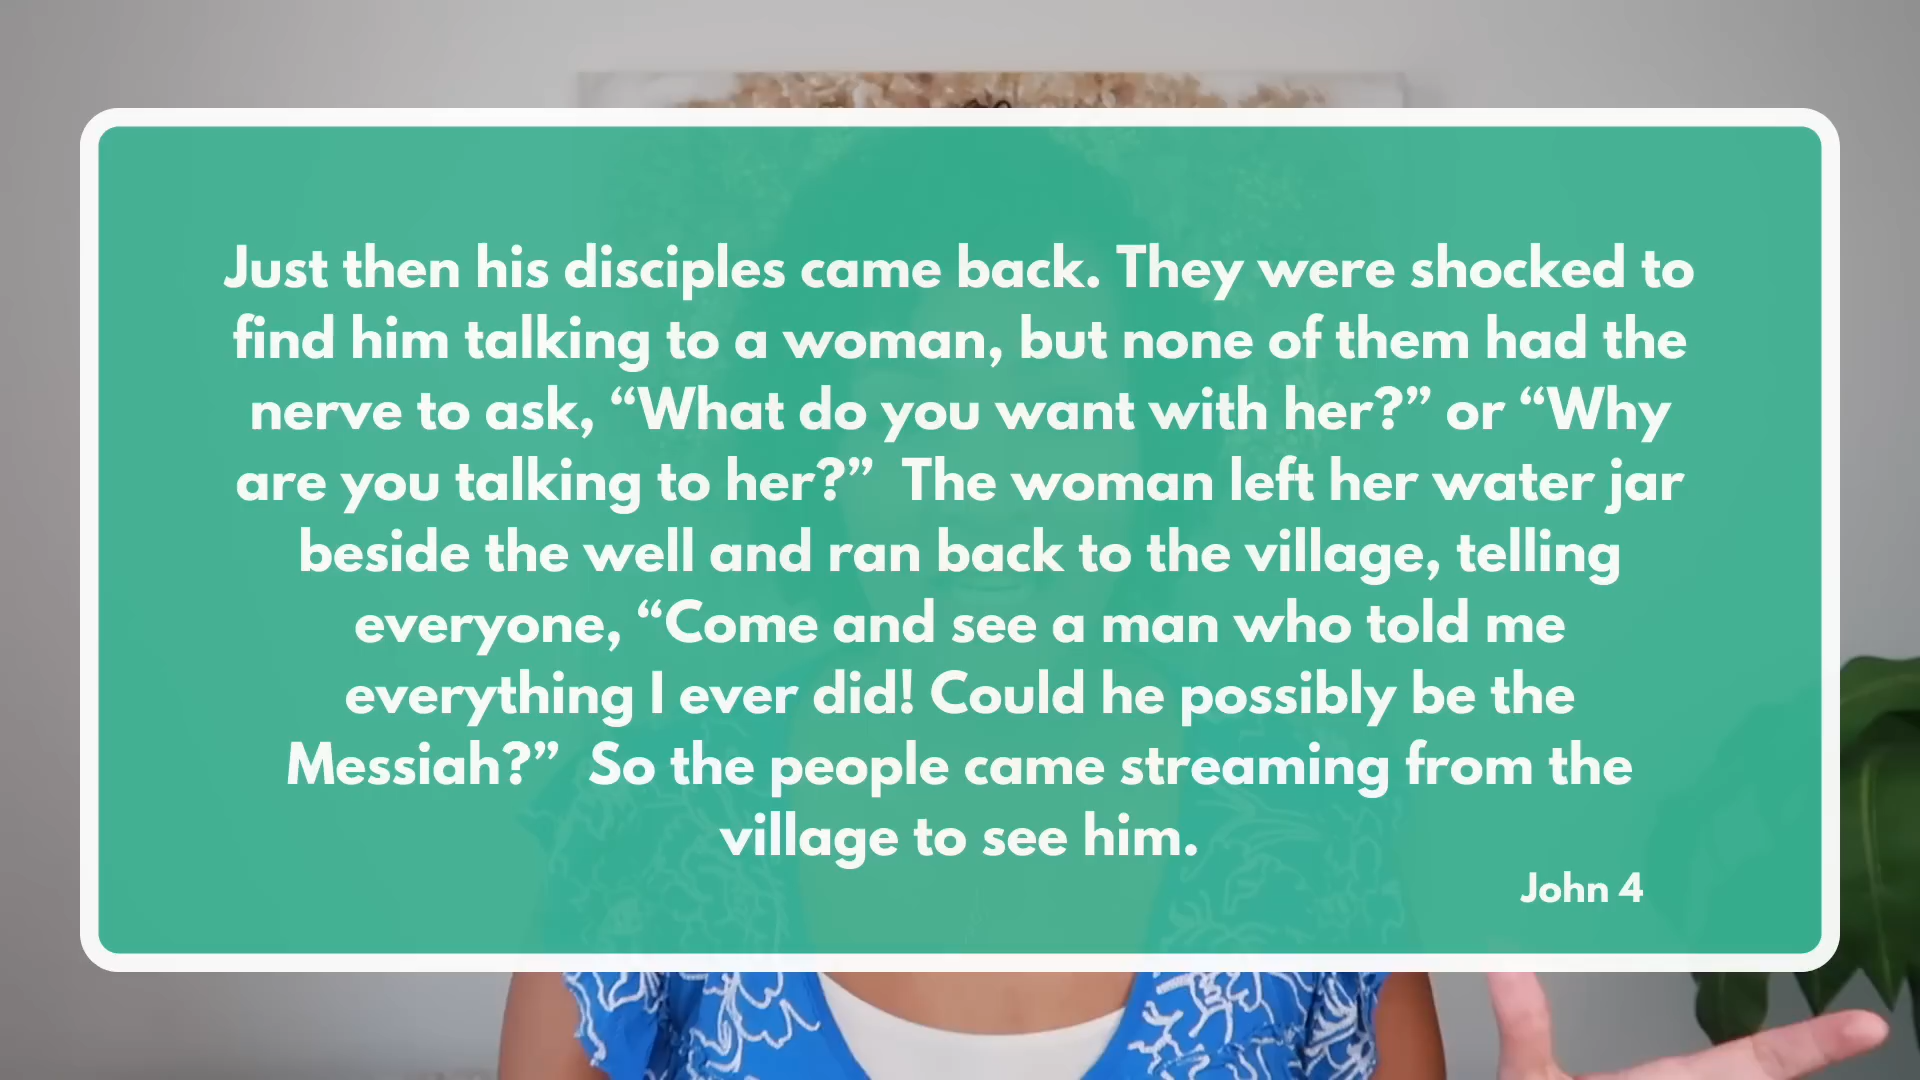 Just then his disciples came back. They were shocked to
find him talking to a woman, but none of them had the
nerve to ask, “What do you want with her?” or “Why
are you talking to her?”  The woman left her water jar
beside the well and ran back to the village, telling
everyone, “Come and see a man who told me
everything I ever did! Could he possibly be the
Messiah?”  So the people came streaming from the
village to see him.
John 4